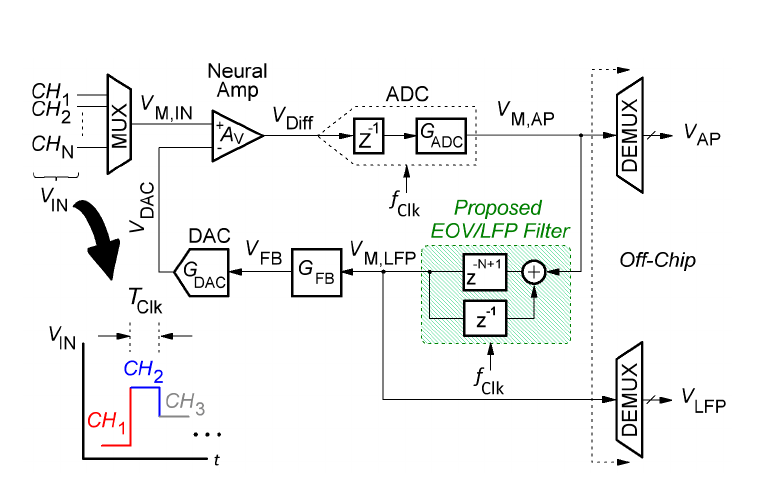 Neural
Amp
ADC
CH1
CH2
CHN
MUX
VM,IN
+
AV
-
VDiff
z-1
GADC
VM,AP
DEMUX
VAP
VIN
fClk
VDAC
Proposed
EOV/LFP Filter
DAC
GDAC
VFB
GFB
VM,LFP
z-N+1
+
Off-Chip
z-1
TClk
VIN
CH2
CH1
CH3
...
t
fClk
DEMUX
VLFP